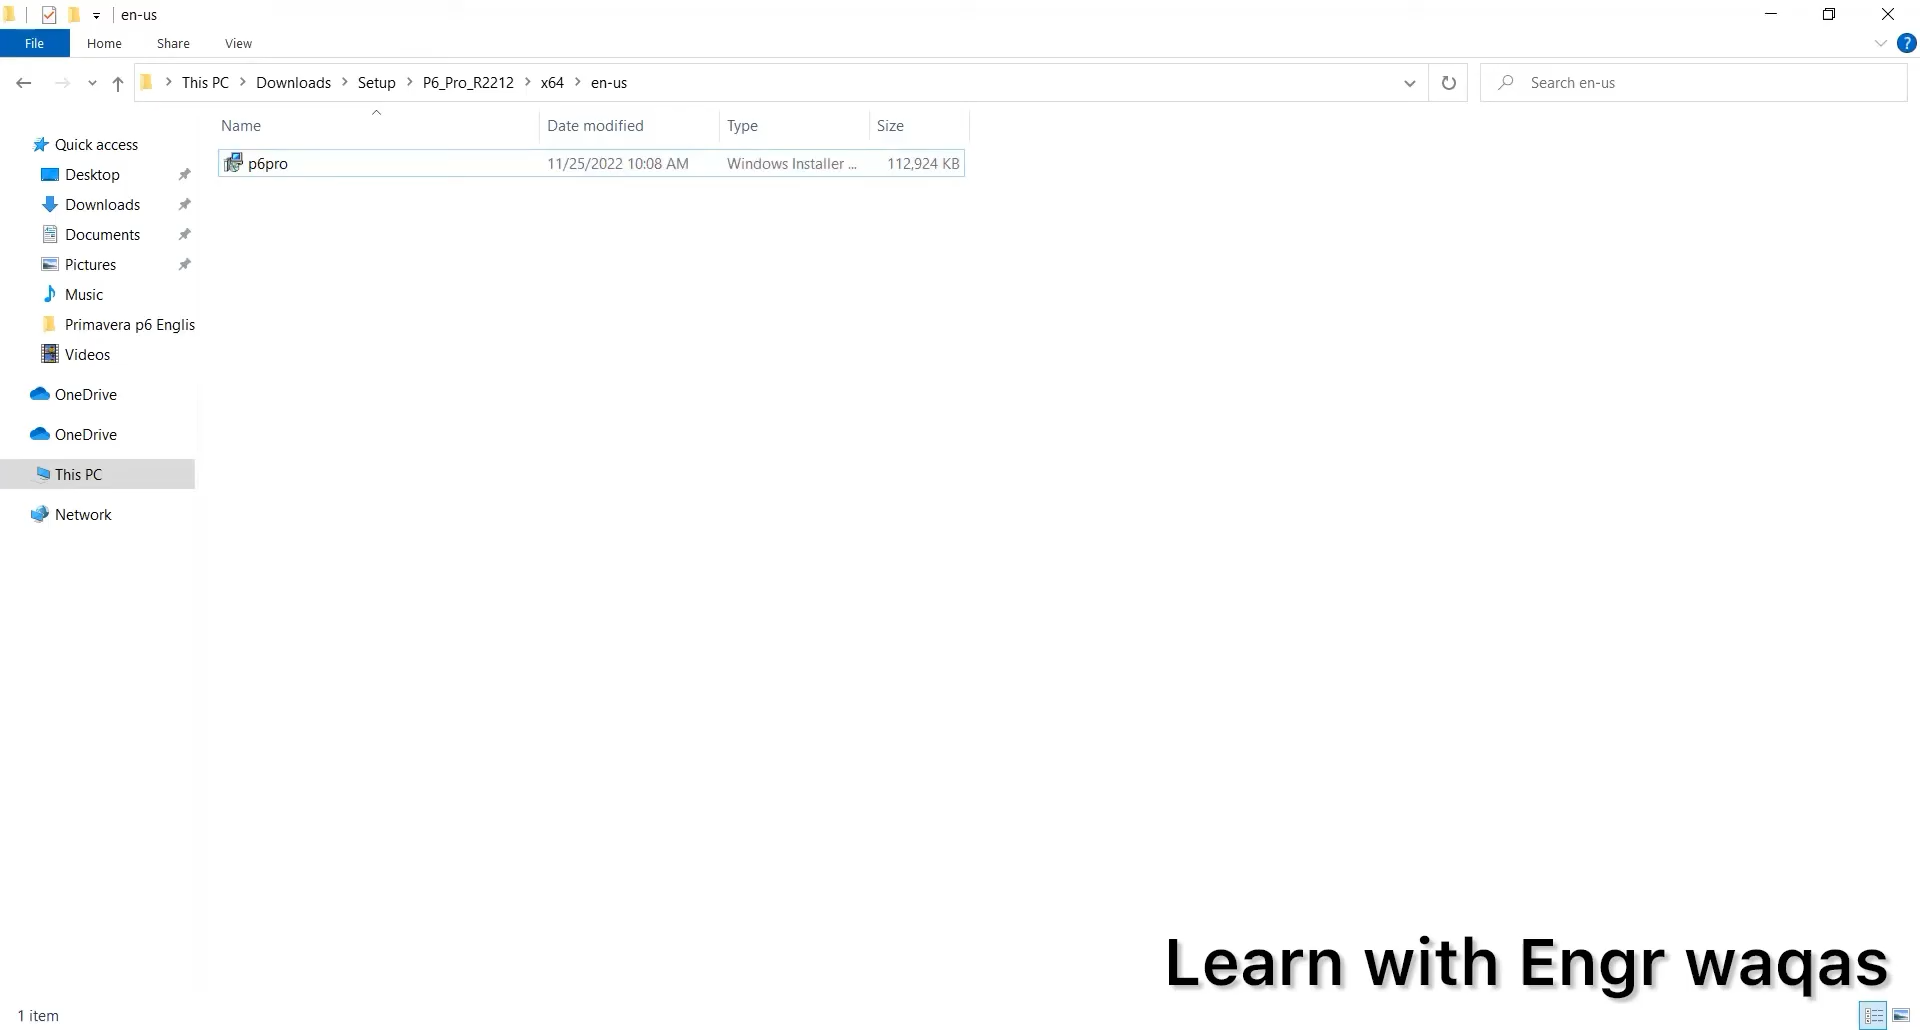 en-us
File Home Share View
This PC Downloads Setup P6_Pro_R2212 x64 en-us
Search en-us
Name Date modified Type Size
p6pro 11/25/2022 10:08 AM Windows Installer ... 112,924 KB
Quick access
Desktop
Downloads
Documents
Pictures
Music
Primavera p6 Englis
Videos
OneDrive
OneDrive
This PC
Network
Learn with Engr waqas
1 item